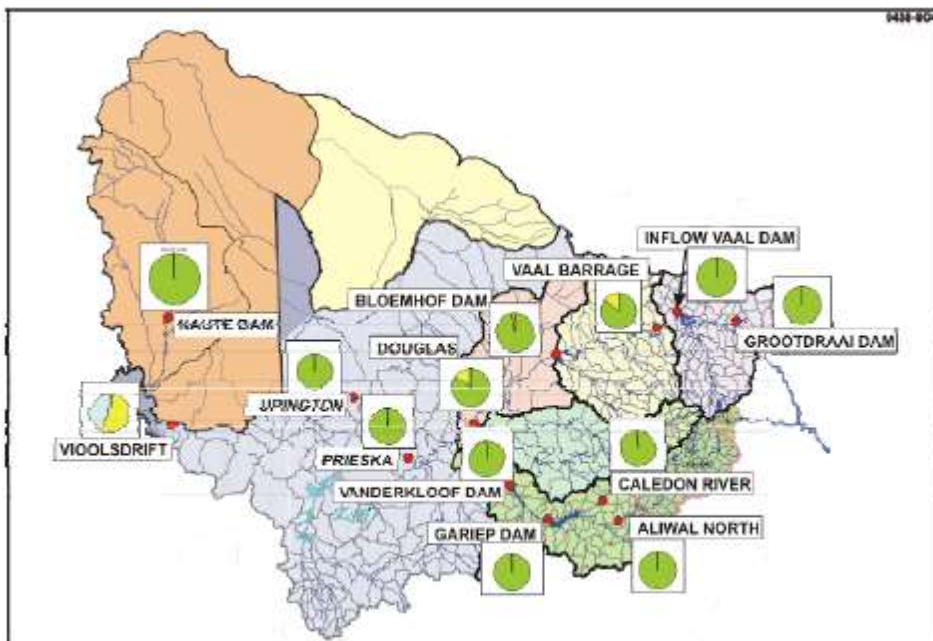 INFLOW VAAL DAM
VAAL BARRAGE
BLOEMHOF DAM
NAUTE DAM
DOUGLAS
GROOTDRAAI DAM
UPINGTON
VIOOLSDRIFT
PRIESKA
VANDERKLOOF DAM
CALEDON RIVER
GARIEP DAM
ALIWAL NORTH